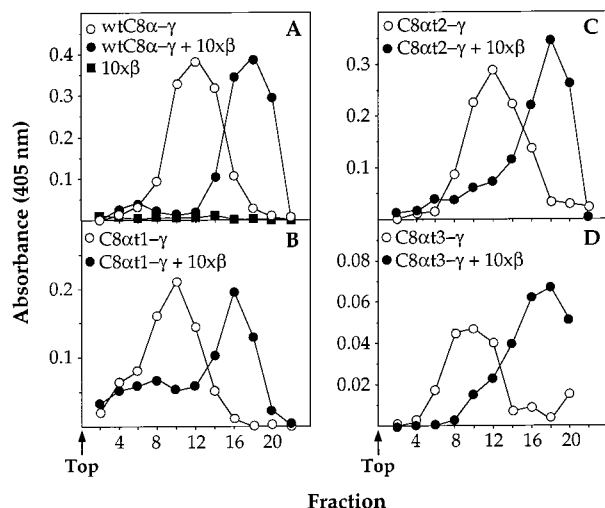 A
wtC8α–γ
wtC8α–γ + 10xβ
10xβ
0.4
0.3
0.2
0.1
C
C8αt2–γ
C8αt2–γ + 10xβ
0.3
0.2
0.1
B
C8αt1–γ
C8αt1–γ + 10xβ
0.2
0.1
4 8 12 16 20
Top
D
C8αt3–γ
C8αt3–γ + 10xβ
0.08
0.06
0.04
0.02
4 8 12 16 20
Top
Absorbance (405 nm)
Fraction